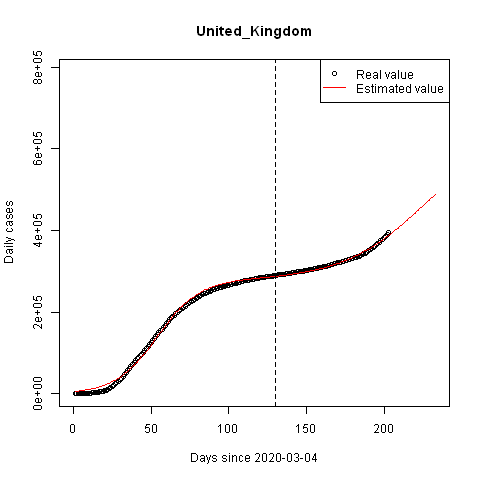 United_Kingdom
Real value
Estimated value
Daily cases
8e+05
6e+05
4e+05
2e+05
0e+00
0 50 100 150 200
Days since 2020-03-04